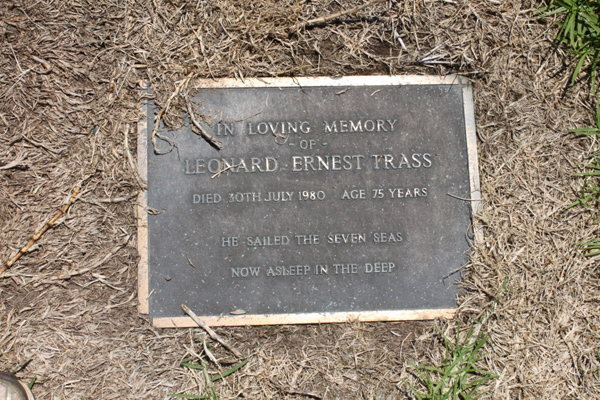 IN LOVING MEMORY
- OF -
LEONARD ERNEST TRASS
DIED 30TH JULY 1980 AGE 75 YEARS
HE SAILED THE SEVEN SEAS
NOW ASLEEP IN THE DEEP